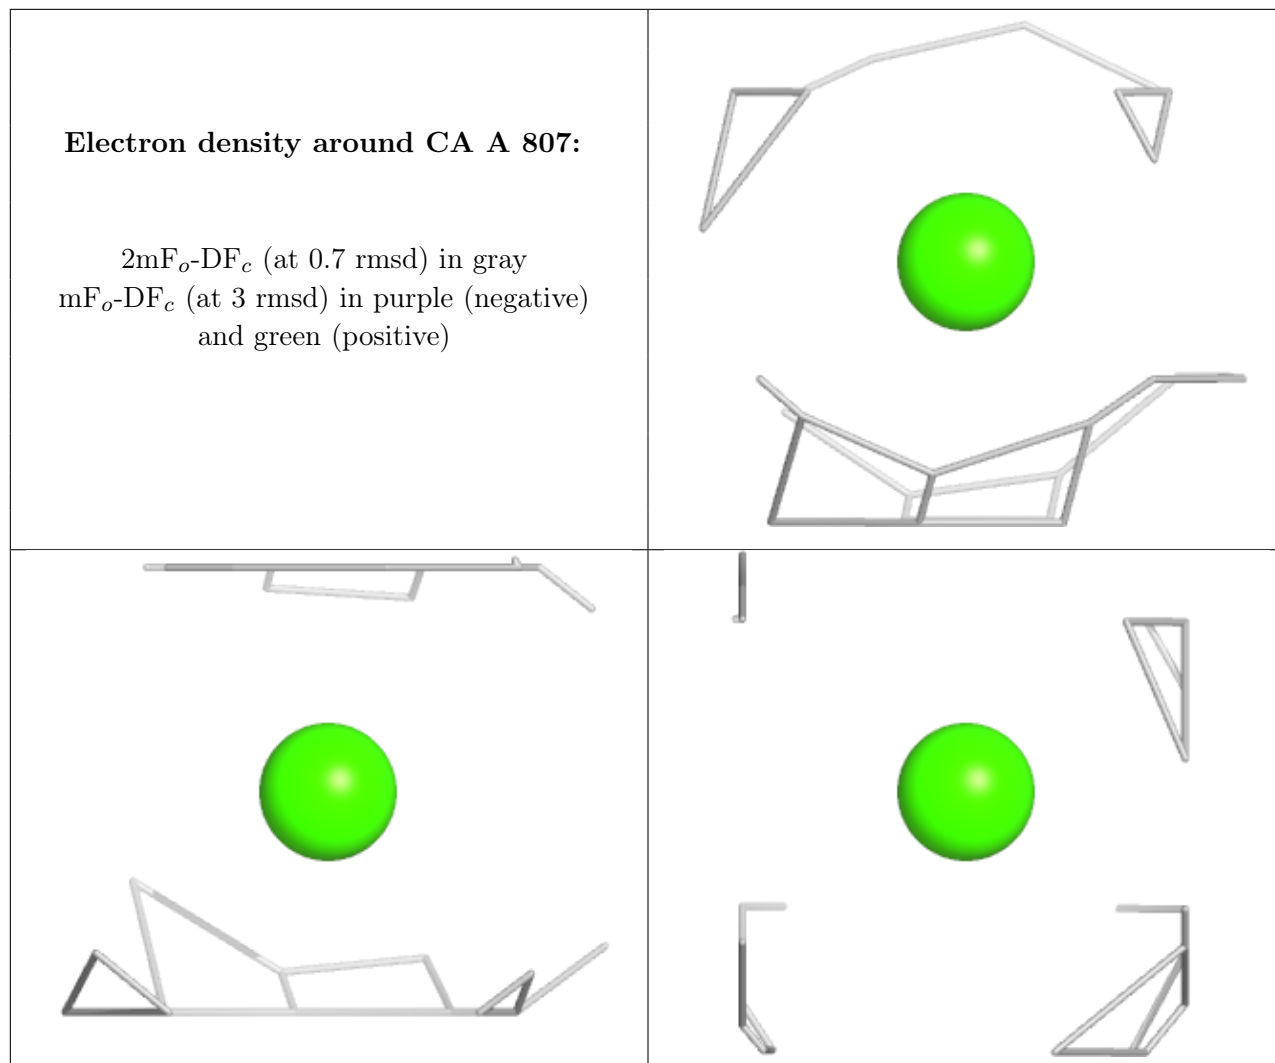 Electron density around CA A 807:
2mFo-DFc (at 0.7 rmsd) in gray
mFo-DFc (at 3 rmsd) in purple (negative)
and green (positive)